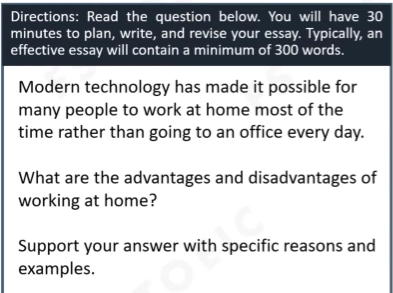 Directions: Read the question below. You will have 30
minutes to plan, write, and revise your essay. Typically, an
effective essay will contain a minimum of 300 words.
Modern technology has made it possible for
many people to work at home most of the
time rather than going to an office every day.
What are the advantages and disadvantages of
working at home?
Support your answer with specific reasons and
examples.
TOEIC